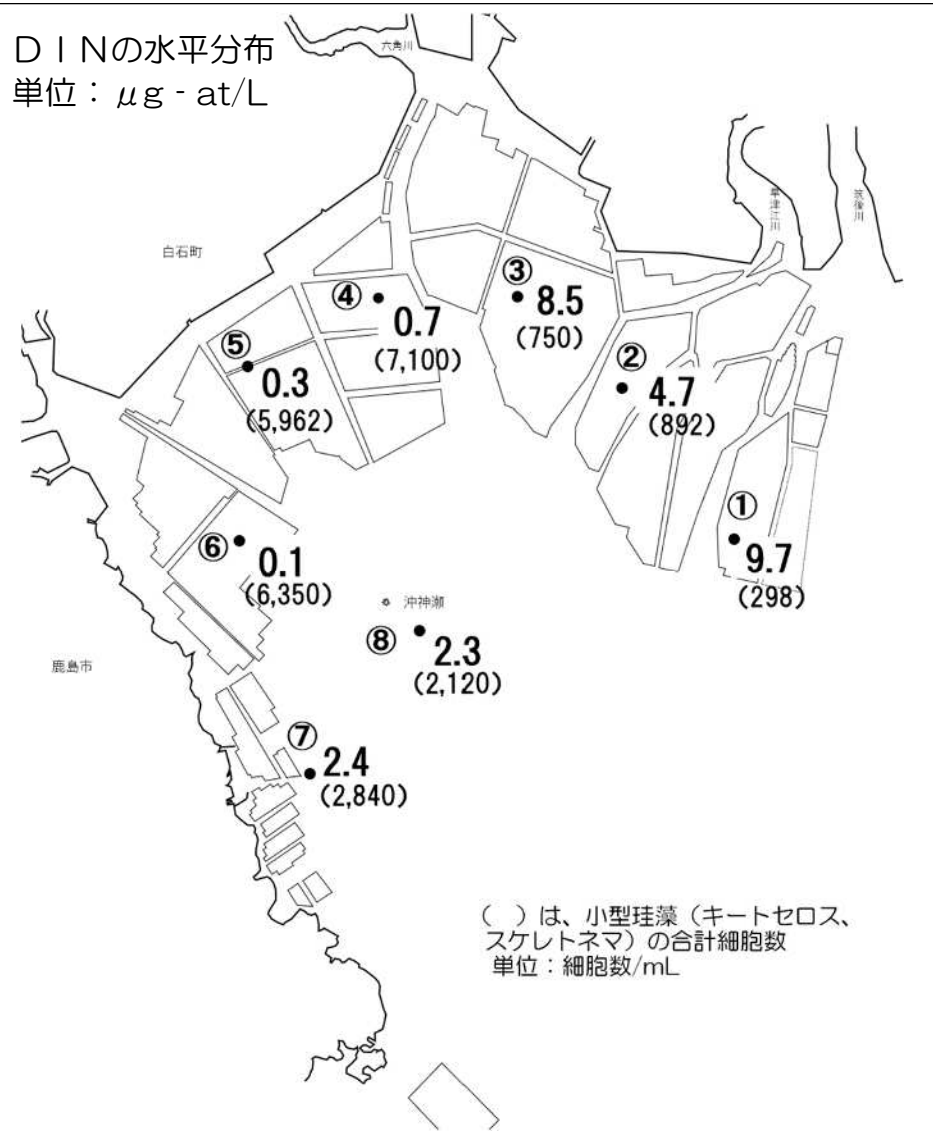 ＤＩＮの水平分布
単位：μg - at/L
六角川
早津江川
筑後川
白石町
③
8.5
(750)
④
0.7
(7,100)
⑤
0.3
(5,962)
②
4.7
(892)
①
9.7
(298)
⑥
0.1
(6,350)
沖神瀬
⑧
2.3
(2,120)
鹿島市
⑦
2.4
(2,840)
（　）は、小型珪藻（キートセロス、
スケレトネマ）の合計細胞数
単位：細胞数/mL